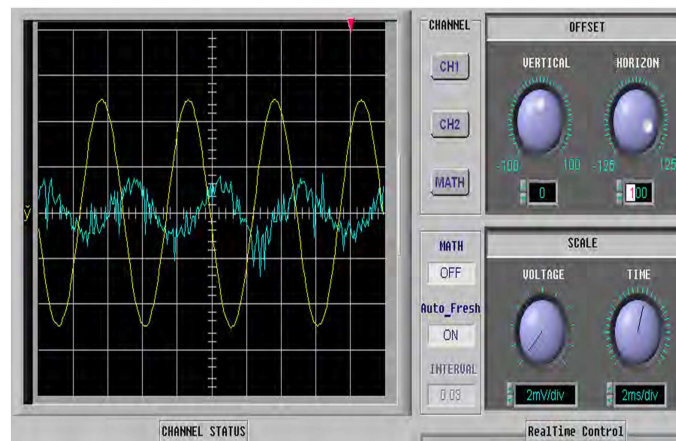 CHANNEL
CH1
CH2
MATH
OFFSET
VERTICAL HORIZON
-100 100 -125 125
0 100
MATH
OFF
Auto_Fresh
ON
INTERVAL
0.03
SCALE
VOLTAGE TIME
2mV/div 2ms/div
CHANNEL STATUS
RealTime Control